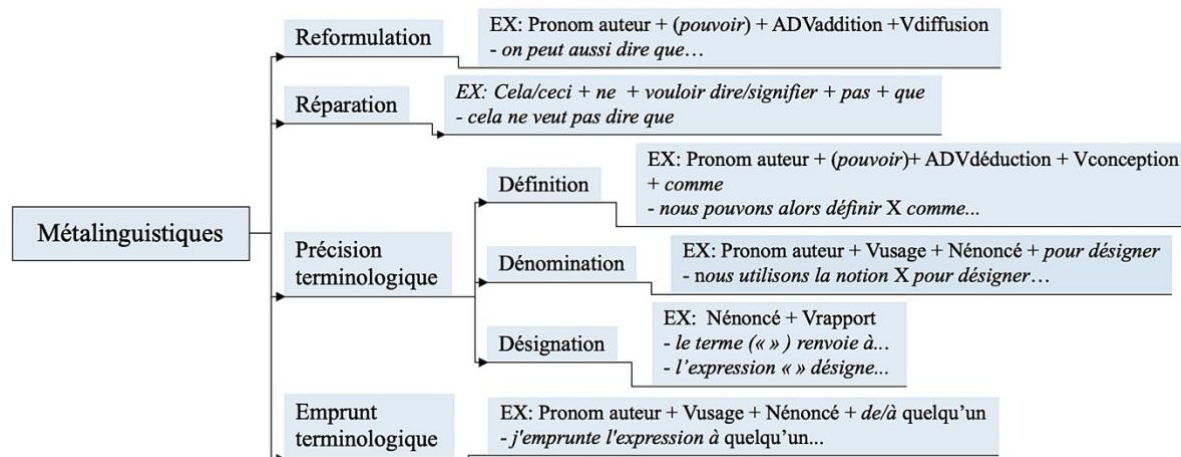 Reformulation
EX: Pronom auteur + (pouvoir) + ADVaddition +Vdiffusion
- on peut aussi dire que…
Réparation
EX: Cela/ceci + ne + vouloir dire/signifier + pas + que
- cela ne veut pas dire que
Métalinguistiques
Précision
terminologique
Définition
EX: Pronom auteur + (pouvoir)+ ADVdéduction + Vconception
+ comme
- nous pouvons alors définir X comme...
Dénomination
EX: Pronom auteur + Vusage + Nénoncé + pour désigner
- nous utilisons la notion X pour désigner…
Désignation
EX: Nénoncé + Vrapport
- le terme (« » ) renvoie à...
- l’expression « » désigne...
Emprunt
terminologique
EX: Pronom auteur + Vusage + Nénoncé + de/à quelqu’un
- j'emprunte l'expression à quelqu’un...